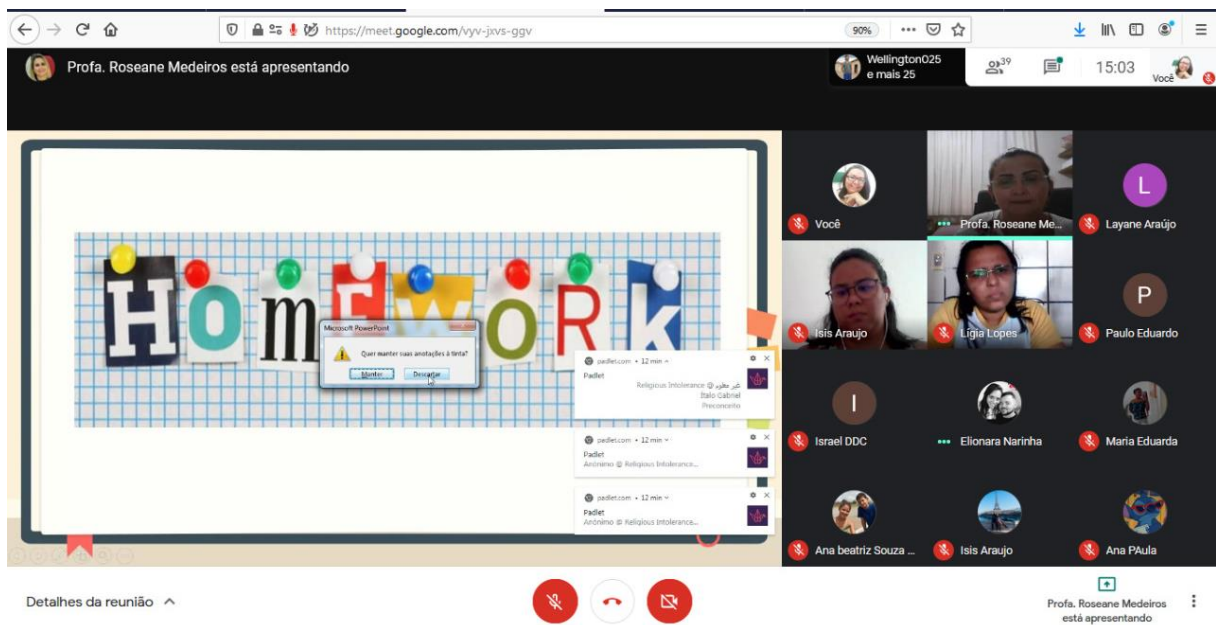 https://meet.google.com/vyv-jxvs-ggv
90%
Profa. Roseane Medeiros está apresentando
Wellington025
e mais 25
39
15:03
Você
HOMEWORK
Microsoft PowerPoint
Quer manter suas anotações à tinta?
Manter
Descartar
padlet.com • 12 min
Padlet
Religious Intolerance @ غير معلوم
Italo Gabriel
Preconceito
padlet.com • 12 min
Padlet
Anônimo @ Religious Intolerance...
padlet.com • 12 min
Padlet
Anônimo @ Religious Intolerance...
Você
Profa. Roseane Me...
L
Layane Araújo
Isis Araujo
Lígia Lopes
P
Paulo Eduardo
I
Israel DDC
Elionara Narinha
Maria Eduarda
Ana beatriz Souza ...
Isis Araujo
Ana PAula
Detalhes da reunião
Profa. Roseane Medeiros
está apresentando